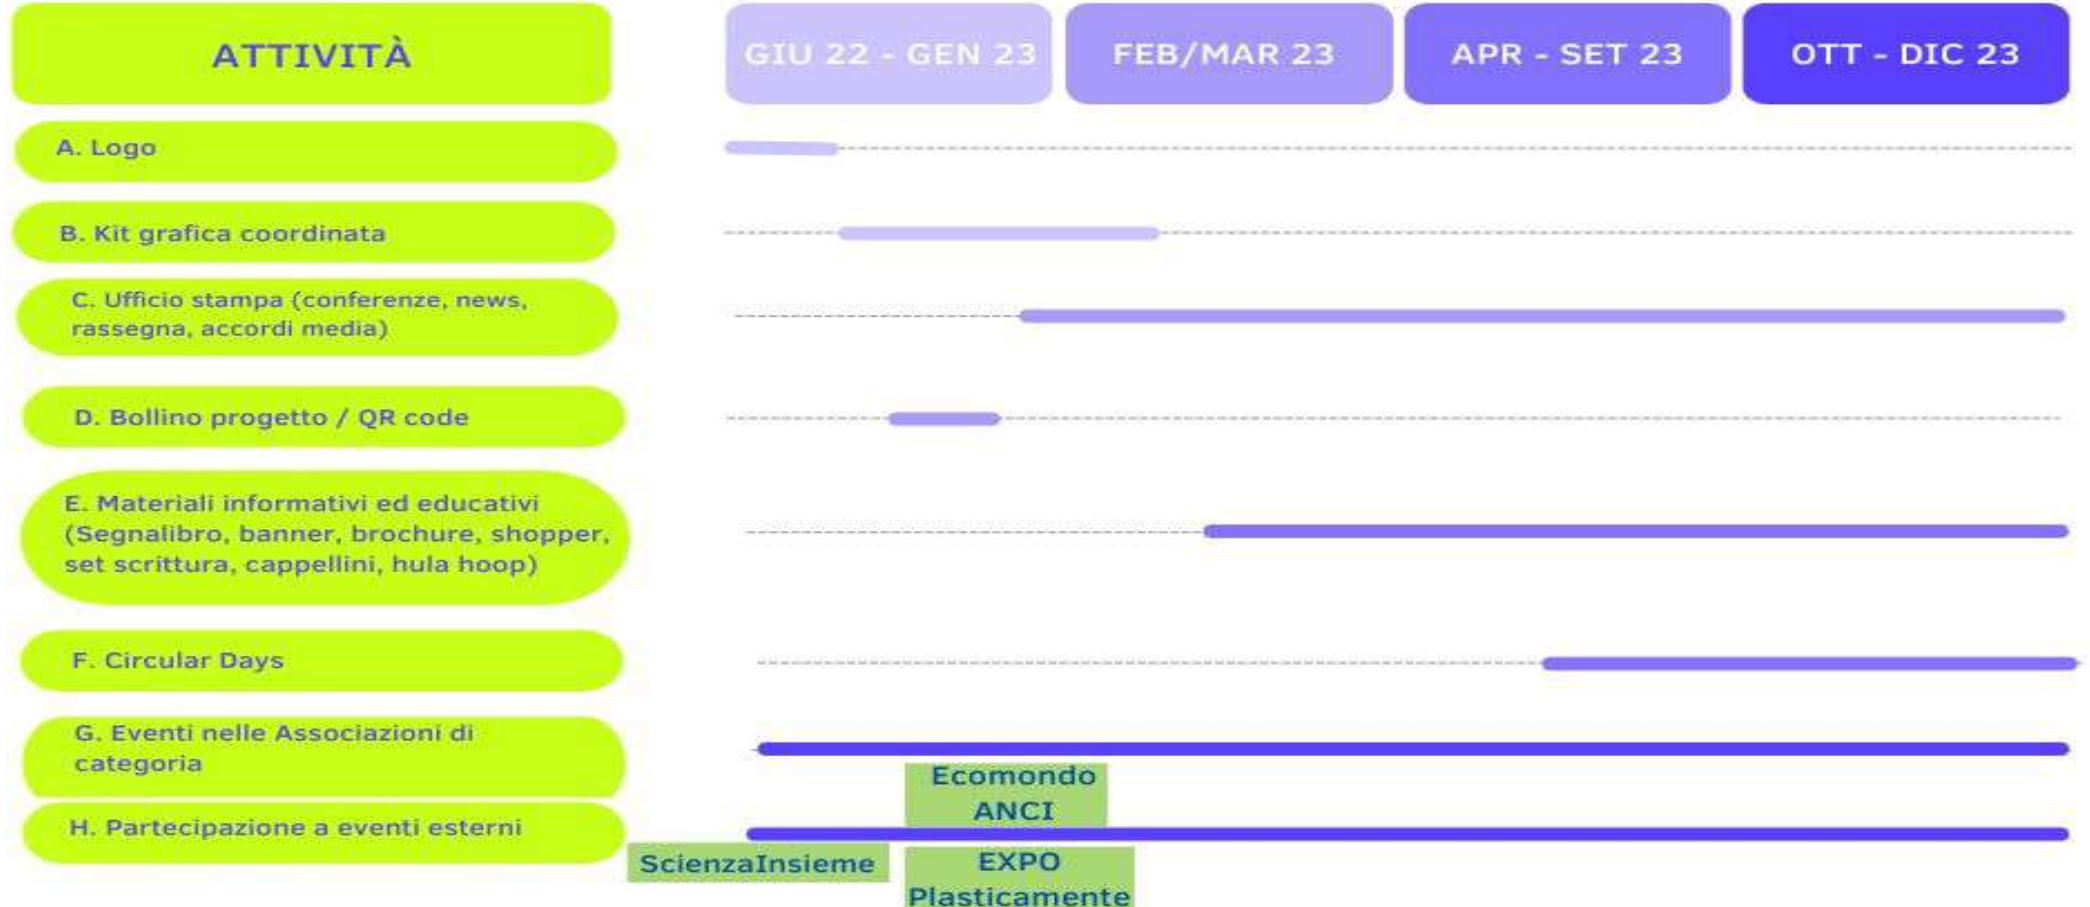 ATTIVITÀ
GIU 22 - GEN 23
FEB/MAR 23
APR - SET 23
OTT - DIC 23
A. Logo
B. Kit grafica coordinata
C. Ufficio stampa (conferenze, news,
rassegna, accordi media)
D. Bollino progetto / QR code
E. Materiali informativi ed educativi
(Segnalibro, banner, brochure, shopper,
set scrittura, cappellini, hula hoop)
F. Circular Days
G. Eventi nelle Associazioni di
categoria
Ecomondo
ANCI
H. Partecipazione a eventi esterni
ScienzaInsieme
EXPO
Plasticamente